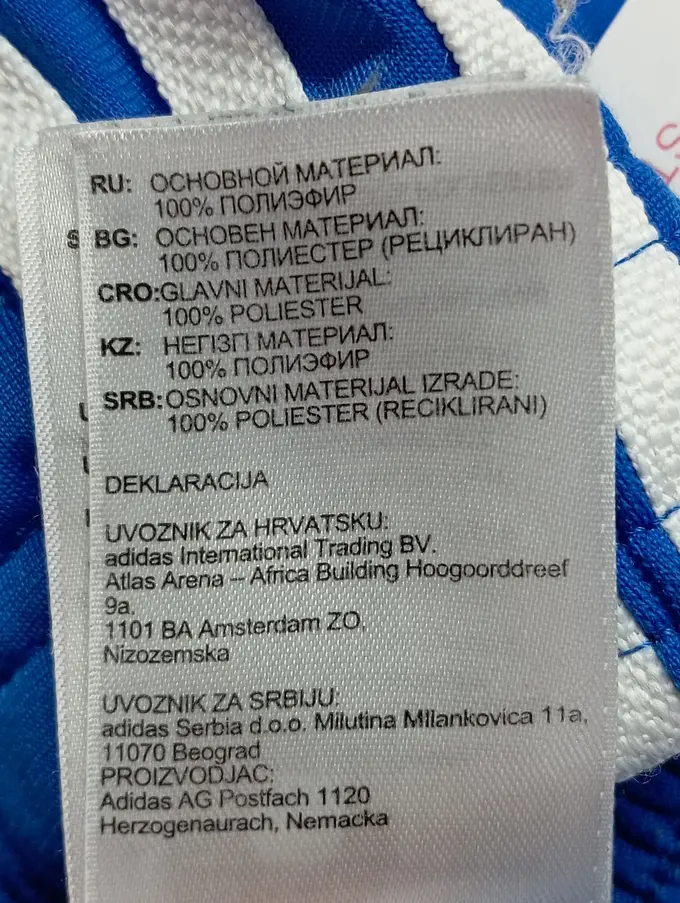 RU: ОСНОВНОЙ МАТЕРИАЛ:
100% ПОЛИЭФИР
BG: ОСНОВЕН МАТЕРИАЛ:
100% ПОЛИЕСТЕР (РЕЦИКЛИРАН)
CRO:GLAVNI MATERIJAL:
100% POLIESTER
KZ: НЕГІЗГІ МАТЕРИАЛ:
100% ПОЛИЭФИР
SRB:OSNOVNI MATERIJAL IZRADE:
100% POLIESTER (RECIKLIRANI)
DEKLARACIJA
UVOZNIK ZA HRVATSKU:
adidas International Trading BV.
Atlas Arena – Africa Building Hoogoorddreef
9a,
1101 BA Amsterdam ZO,
Nizozemska
UVOZNIK ZA SRBIJU:
adidas Serbia d.o.o. Milutina Milankovica 11a,
11070 Beograd
PROIZVODJAC:
Adidas AG Postfach 1120
Herzogenaurach, Nemacka